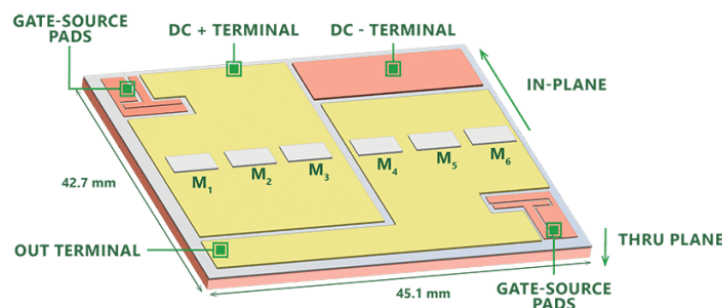 GATE-SOURCE
PADS
DC + TERMINAL
DC - TERMINAL
IN-PLANE
M1
M2
M3
M4
M5
M6
42.7 mm
OUT TERMINAL
THRU PLANE
45.1 mm
GATE-SOURCE
PADS